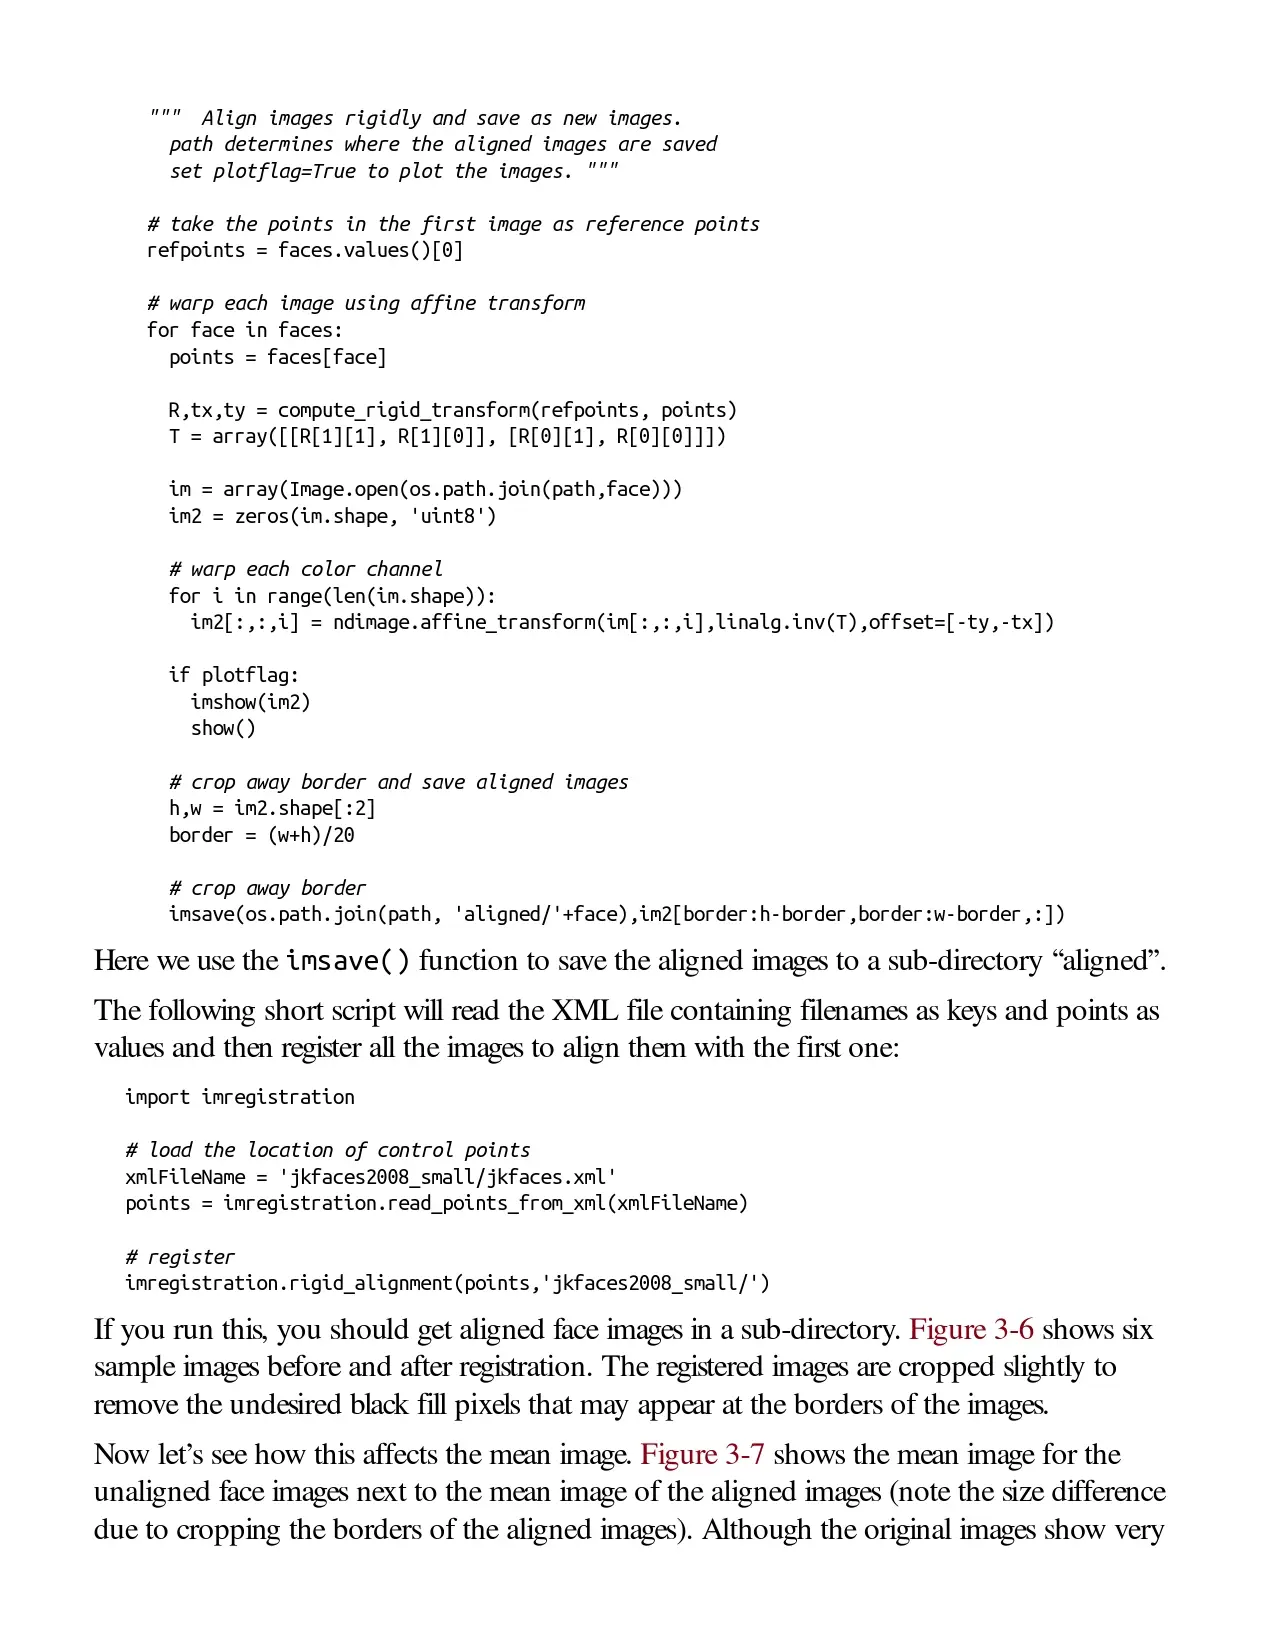 """  Align images rigidly and save as new images.
path determines where the aligned images are saved
set plotflag=True to plot the images. """
# take the points in the first image as reference points
refpoints = faces.values()[0]
# warp each image using affine transform
for face in faces:
points = faces[face]
R,tx,ty = compute_rigid_transform(refpoints, points)
T = array([[R[1][1], R[1][0]], [R[0][1], R[0][0]]])
im = array(Image.open(os.path.join(path,face)))
im2 = zeros(im.shape, 'uint8')
# warp each color channel
for i in range(len(im.shape)):
im2[:,:,i] = ndimage.affine_transform(im[:,:,i],linalg.inv(T),offset=[-ty,-tx])
if plotflag:
imshow(im2)
show()
# crop away border and save aligned images
h,w = im2.shape[:2]
border = (w+h)/20
# crop away border
imsave(os.path.join(path, 'aligned/'+face),im2[border:h-border,border:w-border,:])
Here we use the imsave() function to save the aligned images to a sub-directory “aligned”.
The following short script will read the XML file containing filenames as keys and points as
values and then register all the images to align them with the first one:
import imregistration
# load the location of control points
xmlFileName = 'jkfaces2008_small/jkfaces.xml'
points = imregistration.read_points_from_xml(xmlFileName)
# register
imregistration.rigid_alignment(points,'jkfaces2008_small/')
If you run this, you should get aligned face images in a sub-directory. Figure 3-6 shows six
sample images before and after registration. The registered images are cropped slightly to
remove the undesired black fill pixels that may appear at the borders of the images.
Now let’s see how this affects the mean image. Figure 3-7 shows the mean image for the
unaligned face images next to the mean image of the aligned images (note the size difference
due to cropping the borders of the aligned images). Although the original images show very